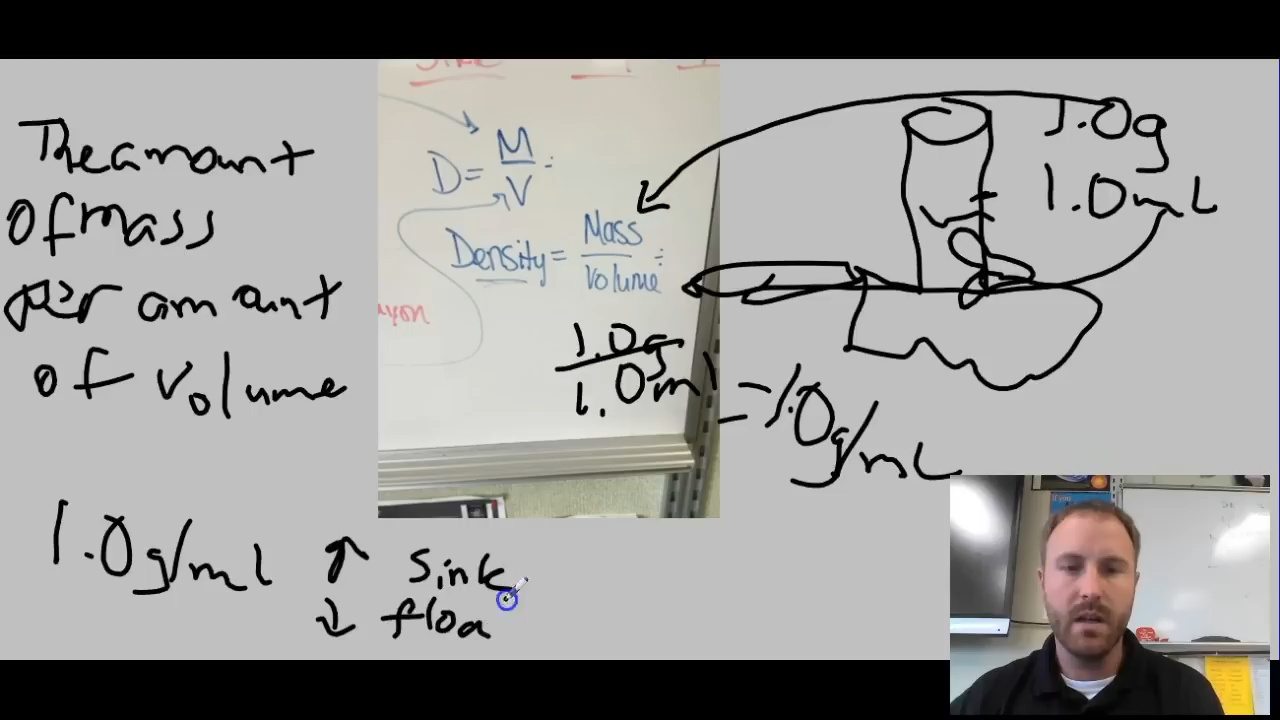 The amount
of mass
per amount
of volume
D = M/V =
Density = Mass/Volume =
1.0g
1.0mL
1.0g/1.0ml = 1.0g/mL
1.0g/ml ↑ sink
↓ floa